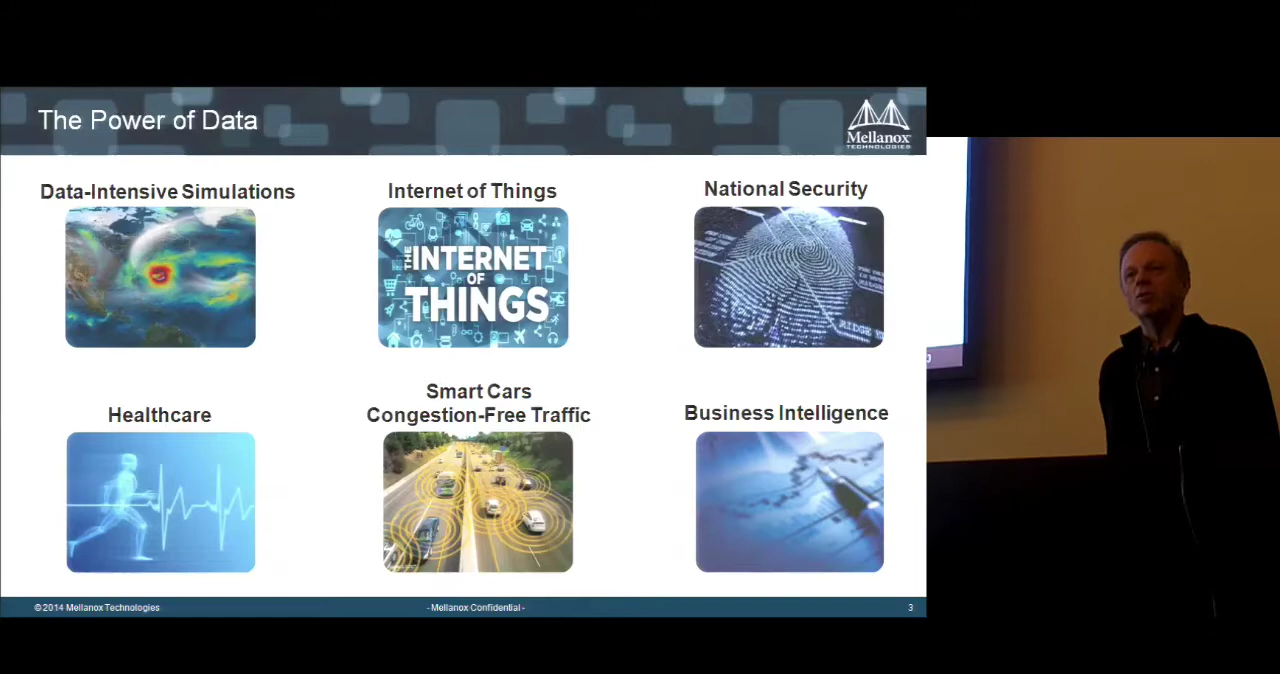 The Power of Data
Mellanox
TECHNOLOGIES
Data-Intensive Simulations
Internet of Things
National Security
THE
INTERNET
OF
THINGS
RIDGE
Healthcare
Smart Cars
Congestion-Free Traffic
Business Intelligence
© 2014 Mellanox Technologies
- Mellanox Confidential -
3